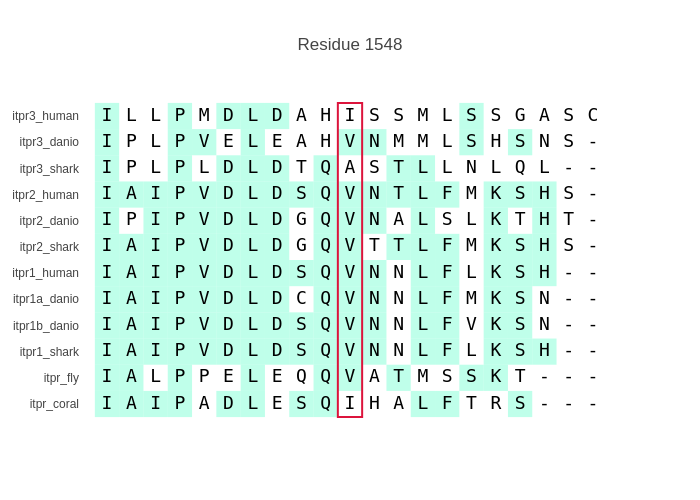 Residue 1548
itpr3_human I L L P M D L D A H I S S M L S S G A S C
itpr3_danio I P L P V E L E A H V N M M L S H S N S -
itpr3_shark I P L P L D L D T Q A S T L L N L Q L - -
itpr2_human I A I P V D L D S Q V N T L F M K S H S -
itpr2_danio I P I P V D L D G Q V N A L S L K T H T -
itpr2_shark I A I P V D L D G Q V T T L F M K S H S -
itpr1_human I A I P V D L D S Q V N N L F L K S H - -
itpr1a_danio I A I P V D L D C Q V N N L F M K S N - -
itpr1b_danio I A I P V D L D S Q V N N L F V K S N - -
itpr1_shark I A I P V D L D S Q V N N L F L K S H - -
itpr_fly I A L P P E L E Q Q V A T M S S K T - - -
itpr_coral I A I P A D L E S Q I H A L F T R S - - -